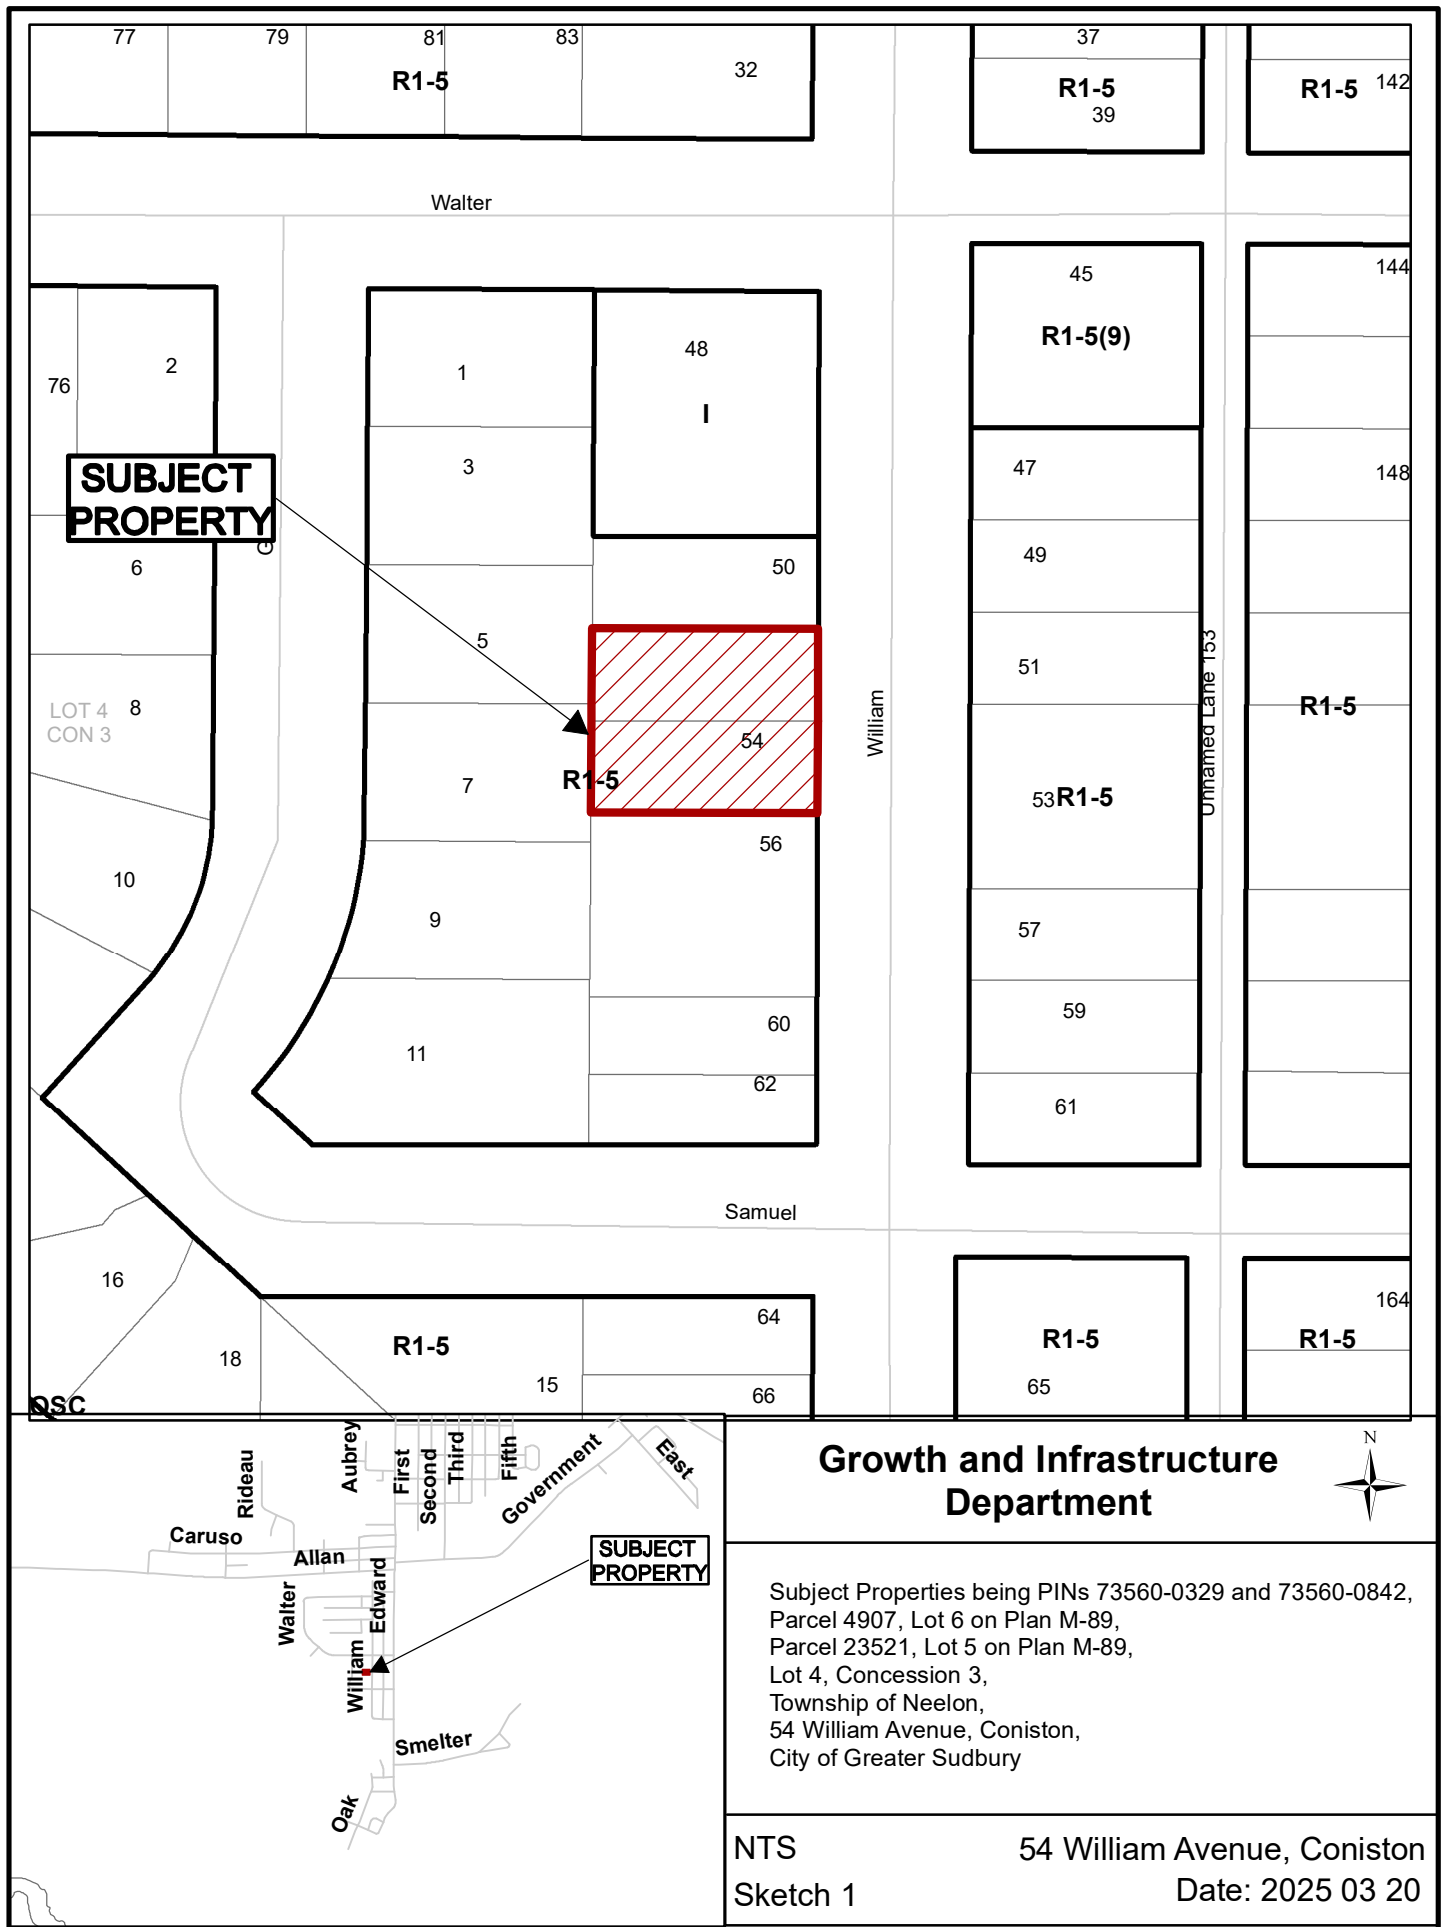 77
79
81
83
32
R1-5
37
R1-5
39
R1-5
142
Walter
45
R1-5(9)
144
2
76
1
48
I
3
47
148
SUBJECT
PROPERTY
G
6
50
49
5
51
Unnamed Lane 153
William
LOT 4
CON 3
8
54
R1-5
7
R1-5
53
R1-5
56
10
9
57
60
59
11
62
61
Samuel
16
64
164
R1-5
R1-5
R1-5
18
15
66
65
OSC
Rideau
Aubrey
First
Second
Third
Fifth
Government
East
Caruso
Allan
Walter
Edward
William
SUBJECT
PROPERTY
Smelter
Oak
Growth and Infrastructure
Department
N
Subject Properties being PINs 73560-0329 and 73560-0842,
Parcel 4907, Lot 6 on Plan M-89,
Parcel 23521, Lot 5 on Plan M-89,
Lot 4, Concession 3,
Township of Neelon,
54 William Avenue, Coniston,
City of Greater Sudbury
NTS
54 William Avenue, Coniston
Sketch 1
Date: 2025 03 20